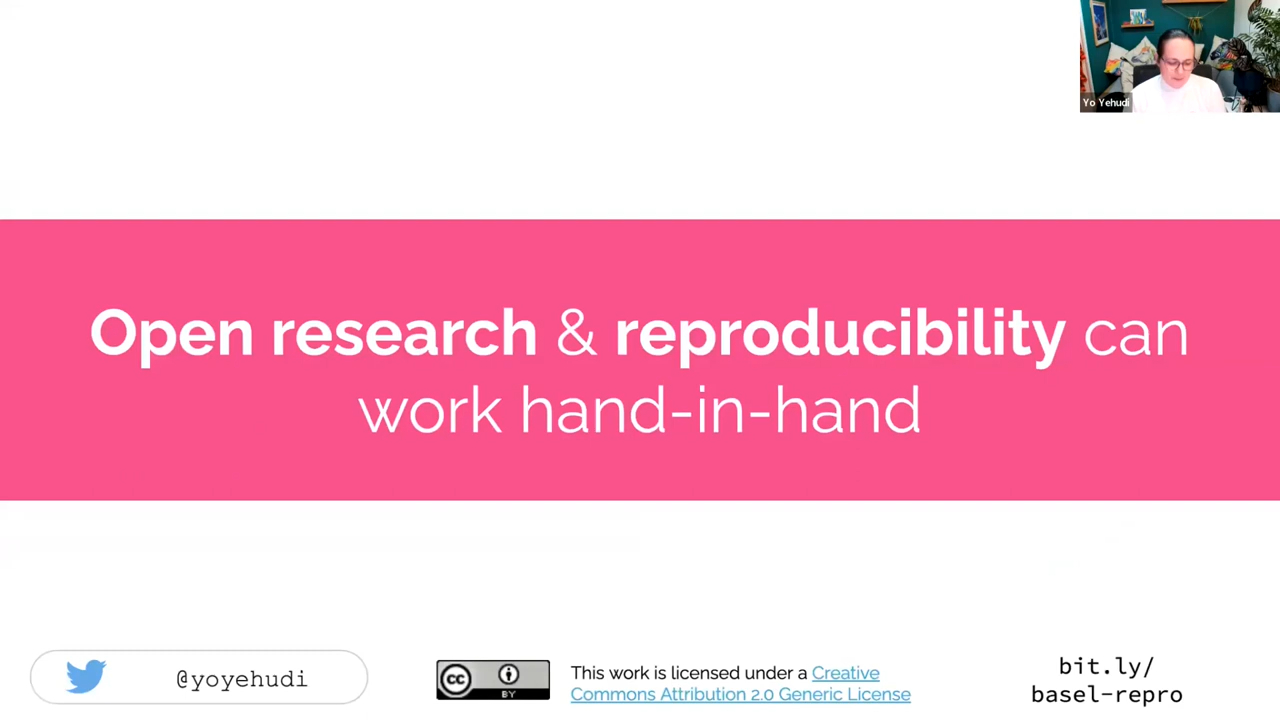 Yo Yehudi
Open research & reproducibility can
work hand-in-hand
@yoyehudi
BY
This work is licensed under a Creative
Commons Attribution 2.0 Generic License
bit.ly/
basel-repro